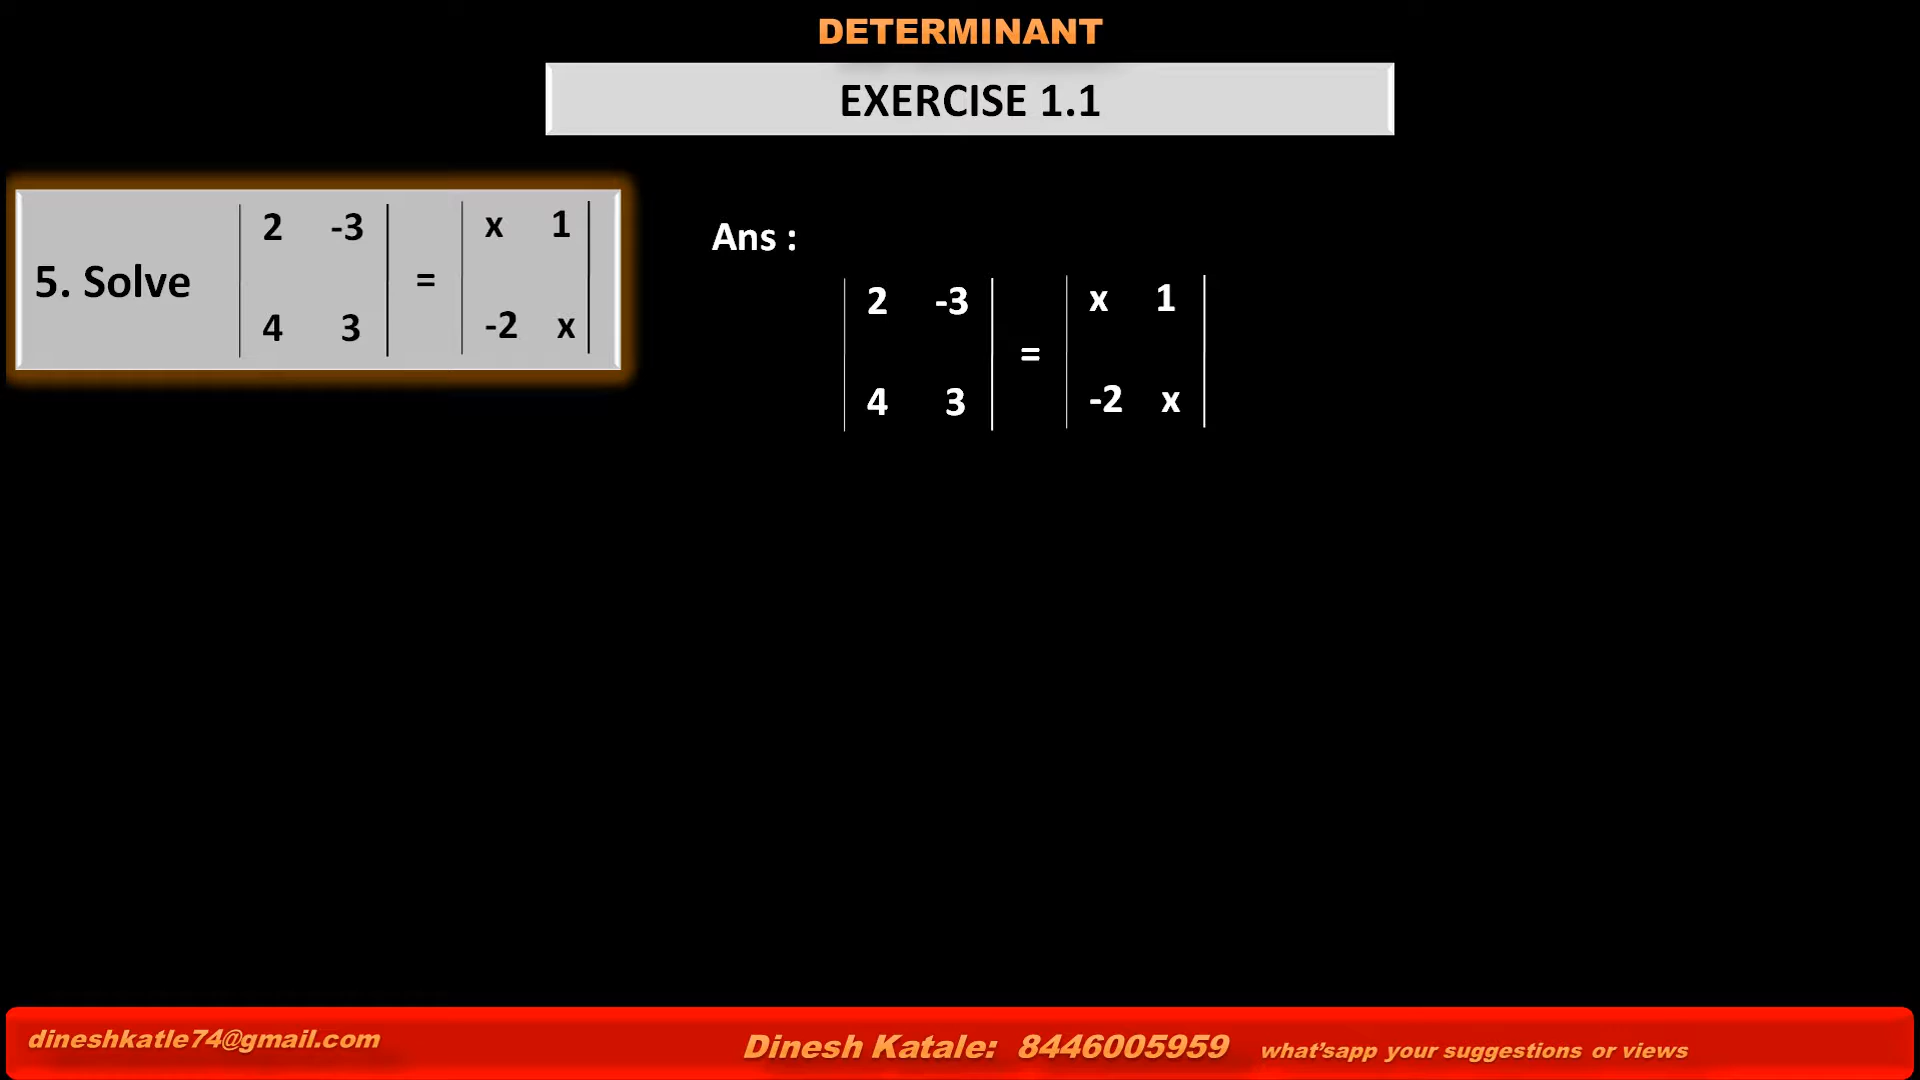 DETERMINANT
EXERCISE 1.1
2 -3 x 1
5. Solve =
4 3 -2 x
Ans :
2 -3 x 1
=
4 3 -2 x
dineshkatle74@gmail.com
Dinesh Katale: 8446005959 what'sapp your suggestions or views